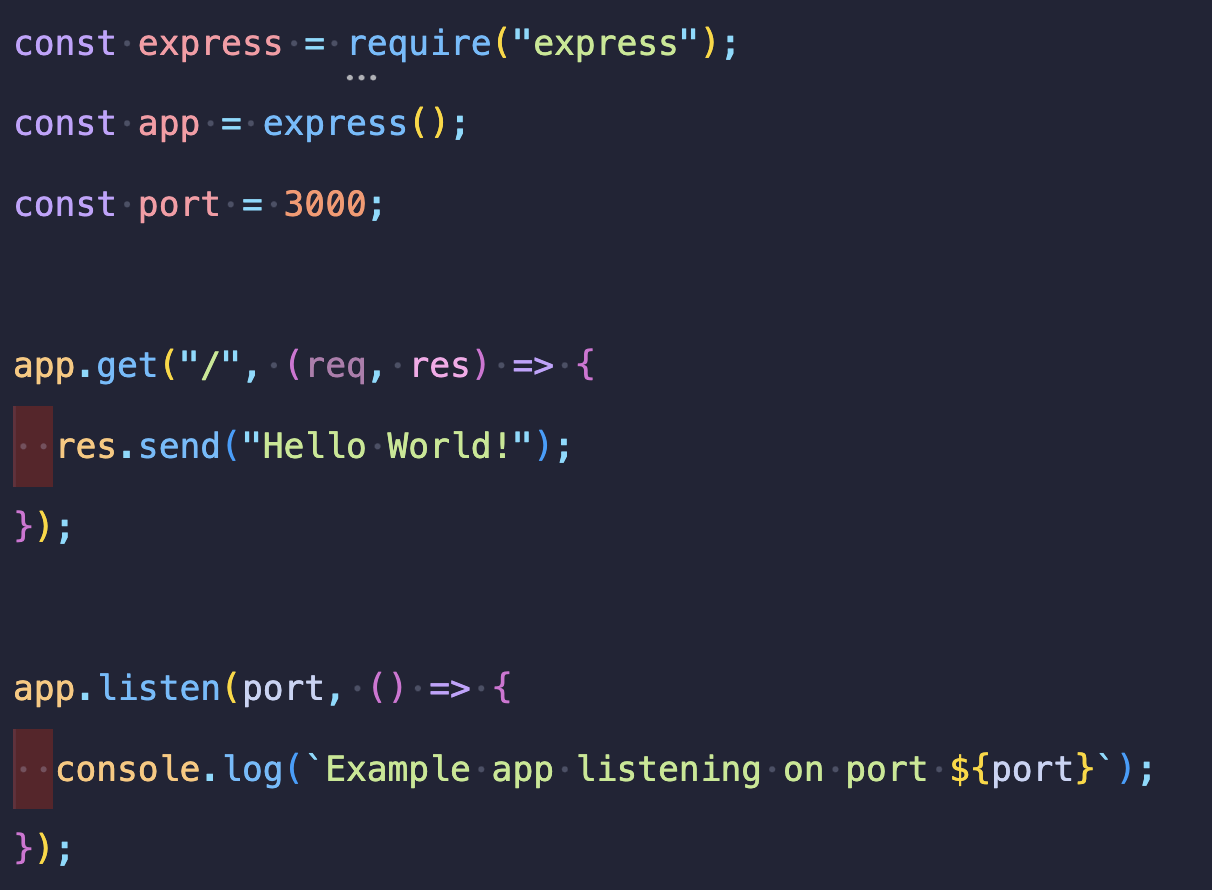 const express = require("express");
const app = express();
const port = 3000;

app.get("/", (req, res) => {
  res.send("Hello World!");
});

app.listen(port, () => {
  console.log(`Example app listening on port ${port}`);
});